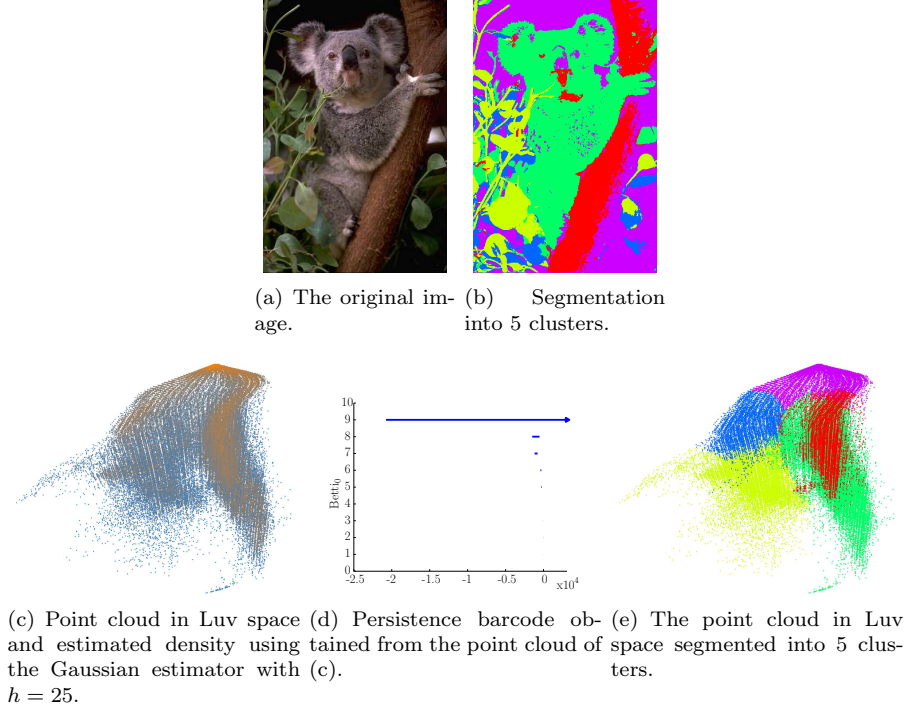 (a) The original im-
age.
(b) Segmentation
into 5 clusters.
10
9
8
7
6
5
4
3
2
1
0
Betti0
-2.5
-2
-1.5
-1
-0.5
0
x10^4
(c) Point cloud in Luv space
and estimated density using
the Gaussian estimator with
h = 25.
(d) Persistence barcode ob-
tained from the point cloud of
(c).
(e) The point cloud in Luv
space segmented into 5 clus-
ters.